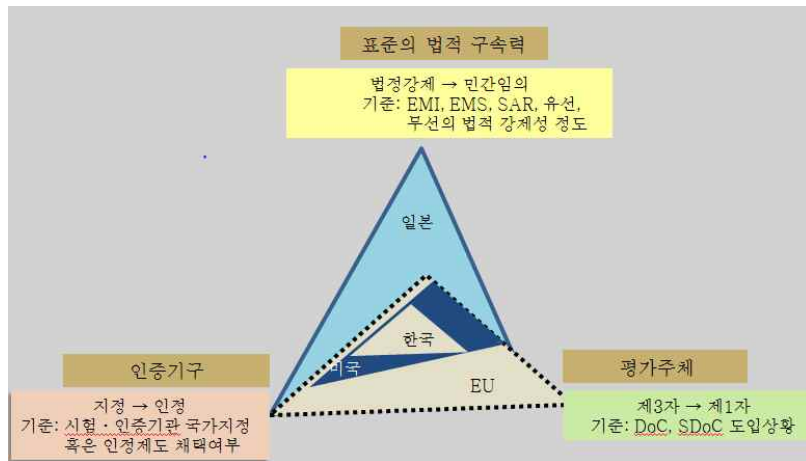 표준의 법적 구속력
법정강제 → 민간임의
기준: EMI, EMS, SAR, 유선,
무선의 법적 강제성 정도
일본
한국
미국
EU
인증기구
지정 → 인정
기준: 시험・인증기관 국가지정
혹은 인정제도 채택여부
평가주체
제3자 → 제1자
기준: DoC, SDoC 도입상황